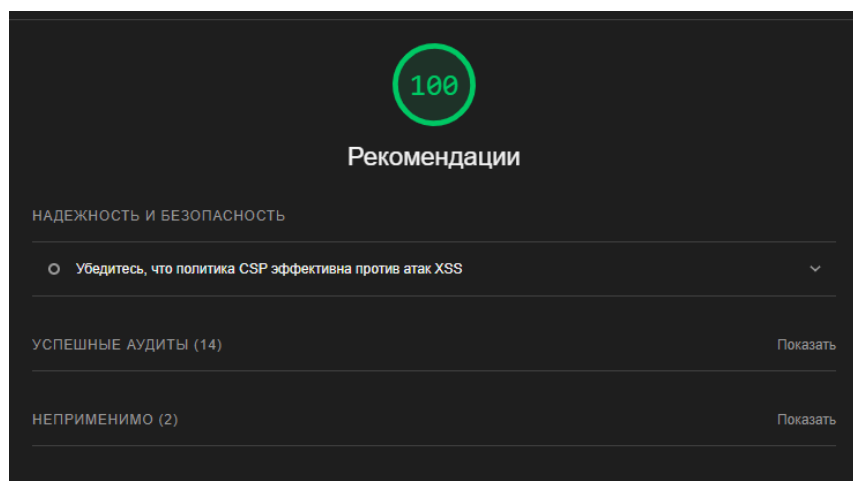 100
Рекомендации
НАДЕЖНОСТЬ И БЕЗОПАСНОСТЬ
Убедитесь, что политика CSP эффективна против атак XSS
УСПЕШНЫЕ АУДИТЫ (14) Показать
НЕПРИМЕНИМО (2) Показать